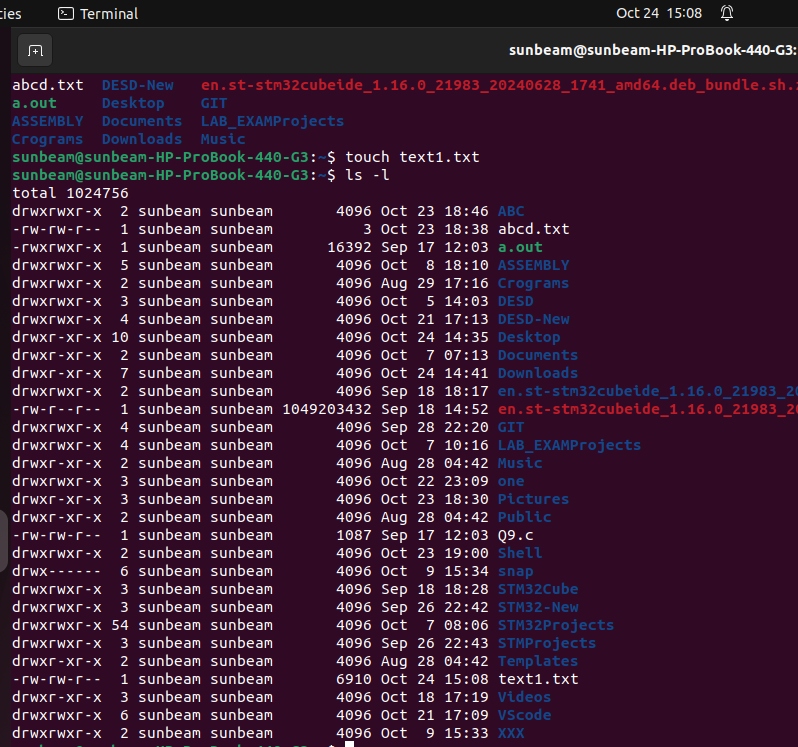 ties Terminal Oct 24 15:08
sunbeam@sunbeam-HP-ProBook-440-G3:
abcd.txt DESD-New en.st-stm32cubeide_1.16.0_21983_20240628_1741_amd64.deb_bundle.sh.
a.out Desktop GIT
ASSEMBLY Documents LAB_EXAMProjects
Crograms Downloads Music
sunbeam@sunbeam-HP-ProBook-440-G3:~$ touch text1.txt
sunbeam@sunbeam-HP-ProBook-440-G3:~$ ls -l
total 1024756
drwxrwxr-x 2 sunbeam sunbeam 4096 Oct 23 18:46 ABC
-rw-rw-r-- 1 sunbeam sunbeam 3 Oct 23 18:38 abcd.txt
-rwxrwxr-x 1 sunbeam sunbeam 16392 Sep 17 12:03 a.out
drwxrwxr-x 5 sunbeam sunbeam 4096 Oct 8 18:10 ASSEMBLY
drwxrwxr-x 2 sunbeam sunbeam 4096 Aug 29 17:16 Crograms
drwxrwxr-x 3 sunbeam sunbeam 4096 Oct 5 14:03 DESD
drwxrwxr-x 4 sunbeam sunbeam 4096 Oct 21 17:13 DESD-New
drwxr-xr-x 10 sunbeam sunbeam 4096 Oct 24 14:35 Desktop
drwxr-xr-x 2 sunbeam sunbeam 4096 Oct 7 07:13 Documents
drwxr-xr-x 7 sunbeam sunbeam 4096 Oct 24 14:41 Downloads
drwxrwxr-x 2 sunbeam sunbeam 4096 Sep 18 18:17 en.st-stm32cubeide_1.16.0_21983_20
-rw-r--r-- 1 sunbeam sunbeam 1049203432 Sep 18 14:52 en.st-stm32cubeide_1.16.0_21983_20
drwxrwxr-x 4 sunbeam sunbeam 4096 Sep 28 22:20 GIT
drwxrwxr-x 4 sunbeam sunbeam 4096 Oct 7 10:16 LAB_EXAMProjects
drwxr-xr-x 2 sunbeam sunbeam 4096 Aug 28 04:42 Music
drwxrwxr-x 3 sunbeam sunbeam 4096 Oct 22 23:09 one
drwxr-xr-x 3 sunbeam sunbeam 4096 Oct 23 18:30 Pictures
drwxr-xr-x 2 sunbeam sunbeam 4096 Aug 28 04:42 Public
-rw-rw-r-- 1 sunbeam sunbeam 1087 Sep 17 12:03 Q9.c
drwxrwxr-x 2 sunbeam sunbeam 4096 Oct 23 19:00 Shell
drwx------ 6 sunbeam sunbeam 4096 Oct 9 15:34 snap
drwxrwxr-x 3 sunbeam sunbeam 4096 Sep 18 18:28 STM32Cube
drwxrwxr-x 3 sunbeam sunbeam 4096 Sep 26 22:42 STM32-New
drwxrwxr-x 54 sunbeam sunbeam 4096 Oct 7 08:06 STM32Projects
drwxrwxr-x 3 sunbeam sunbeam 4096 Sep 26 22:43 STMProjects
drwxr-xr-x 2 sunbeam sunbeam 4096 Aug 28 04:42 Templates
-rw-rw-r-- 1 sunbeam sunbeam 6910 Oct 24 15:08 text1.txt
drwxr-xr-x 3 sunbeam sunbeam 4096 Oct 18 17:19 Videos
drwxrwxr-x 6 sunbeam sunbeam 4096 Oct 21 17:09 VScode
drwxrwxr-x 2 sunbeam sunbeam 4096 Oct 9 15:33 XXX